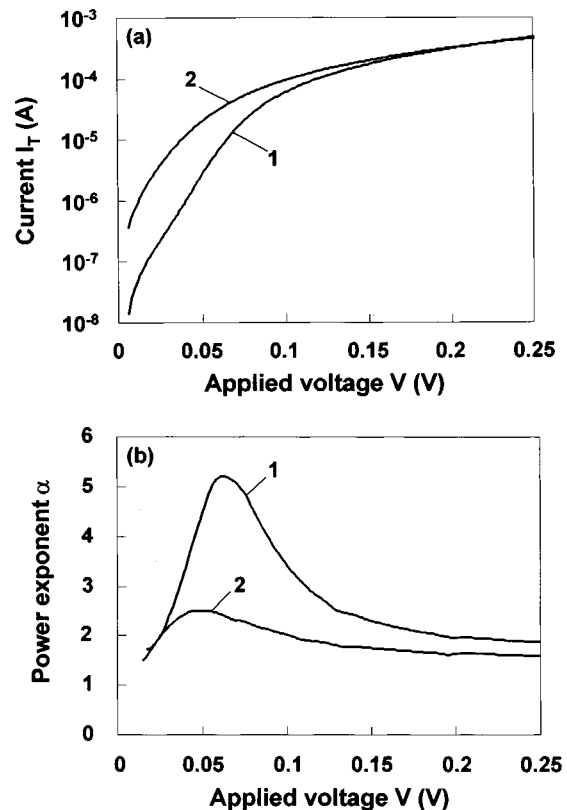 (a)
10⁻³
10⁻⁴
10⁻⁵
10⁻⁶
10⁻⁷
10⁻⁸
Current I_T (A)
2
1
0 0.05 0.1 0.15 0.2 0.25
Applied voltage V (V)
(b)
6
5
4
3
2
1
0
Power exponent α
1
2
0 0.05 0.1 0.15 0.2 0.25
Applied voltage V (V)